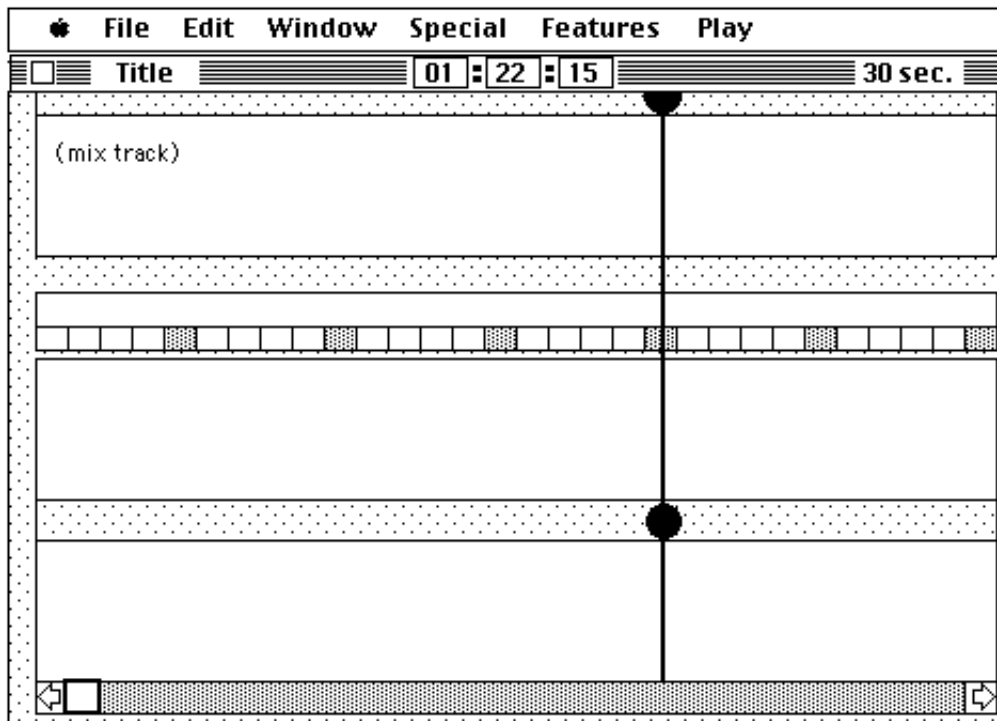 File Edit Window Special Features Play
Title 01:22:15 30 sec.
(mix track)